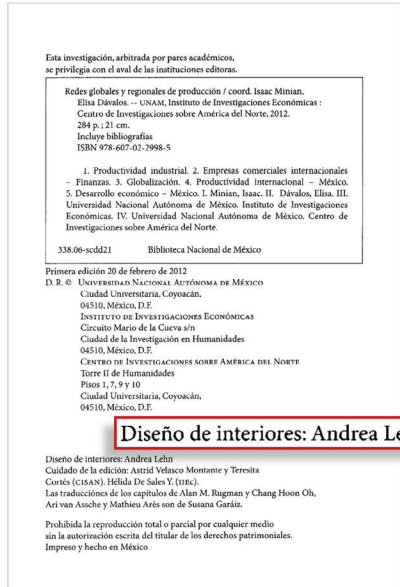 Esta investigación, arbitrada por pares académicos,
se privilegia con el aval de las instituciones editoras.
Redes globales y regionales de producción / coord. Isaac Minian,
Elisa Dávalos. -- UNAM, Instituto de Investigaciones Económicas :
Centro de Investigaciones sobre América del Norte, 2012.
284 p. ; 21 cm.
Incluye bibliografías
ISBN 978-607-02-2998-5
1. Productividad industrial. 2. Empresas comerciales internacionales
– Finanzas. 3. Globalización. 4. Productividad internacional – México.
5. Desarrollo económico – México. I. Minian, Isaac. II. Dávalos, Elisa. III.
Universidad Nacional Autónoma de México. Instituto de Investigaciones
Económicas. IV. Universidad Nacional Autónoma de México. Centro de
Investigaciones sobre América del Norte.
338.06-scdd21 Biblioteca Nacional de México
Primera edición 20 de febrero de 2012
D. R. © UNIVERSIDAD NACIONAL AUTÓNOMA DE MÉXICO
Ciudad Universitaria, Coyoacán,
04510, México, D.F.
INSTITUTO DE INVESTIGACIONES ECONÓMICAS
Circuito Mario de la Cueva s/n
Ciudad de la Investigación en Humanidades
04510, México, D.F.
CENTRO DE INVESTIGACIONES SOBRE AMÉRICA DEL NORTE
Torre II de Humanidades
Pisos 1, 7, 9 y 10
Ciudad Universitaria, Coyoacán,
04510, México, D.F.
Diseño de interiores: Andrea Le
Diseño de interiores: Andrea Lehn
Cuidado de la edición: Astrid Velasco Montante y Teresita
Cortés (CISAN). Hélida De Sales Y. (IIEC).
Las traducciónes de los capítulos de Alan M. Rugman y Chang Hoon Oh,
Ari van Assche y Mathieu Arès son de Susana Garáiz.
Prohibida la reproducción total o parcial por cualquier medio
sin la autorización escrita del titular de los derechos patrimoniales.
Impreso y hecho en México